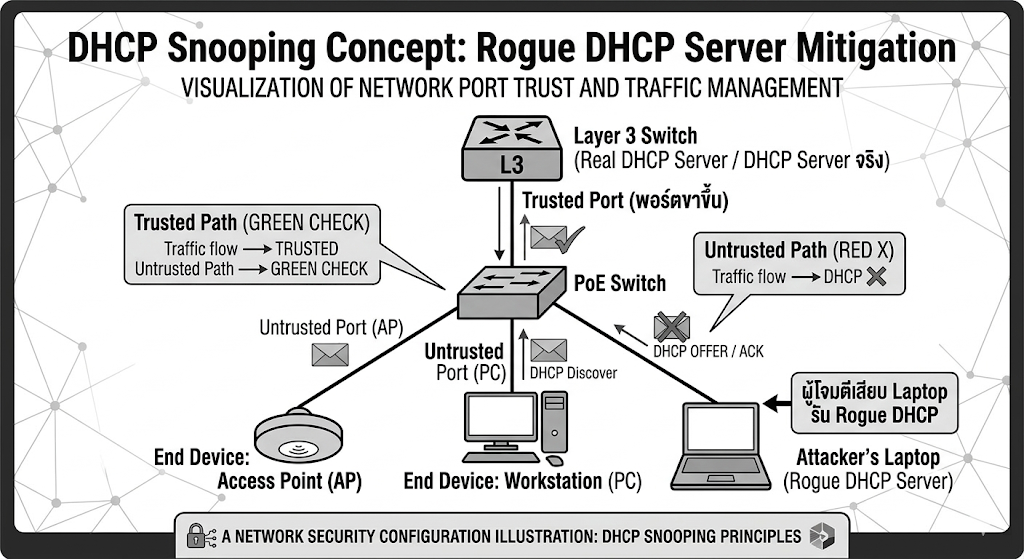 DHCP Snooping Concept: Rogue DHCP Server Mitigation
VISUALIZATION OF NETWORK PORT TRUST AND TRAFFIC MANAGEMENT
L3
Layer 3 Switch
(Real DHCP Server / DHCP Server จริง)
Trusted Port (พอร์ตขาขึ้น)
Trusted Path (GREEN CHECK)
Traffic flow → TRUSTED
Untrusted Path → GREEN CHECK
Untrusted Path (RED X)
Traffic flow → DHCP ✕
PoE Switch
Untrusted Port (AP)
Untrusted
Port (PC)
DHCP Discover
DHCP OFFER / ACK
ผู้โจมตีเสียบ Laptop
รัน Rogue DHCP
End Device:
Access Point (AP)
End Device: Workstation (PC)
Attacker's Laptop
(Rogue DHCP Server)
A NETWORK SECURITY CONFIGURATION ILLUSTRATION: DHCP SNOOPING PRINCIPLES